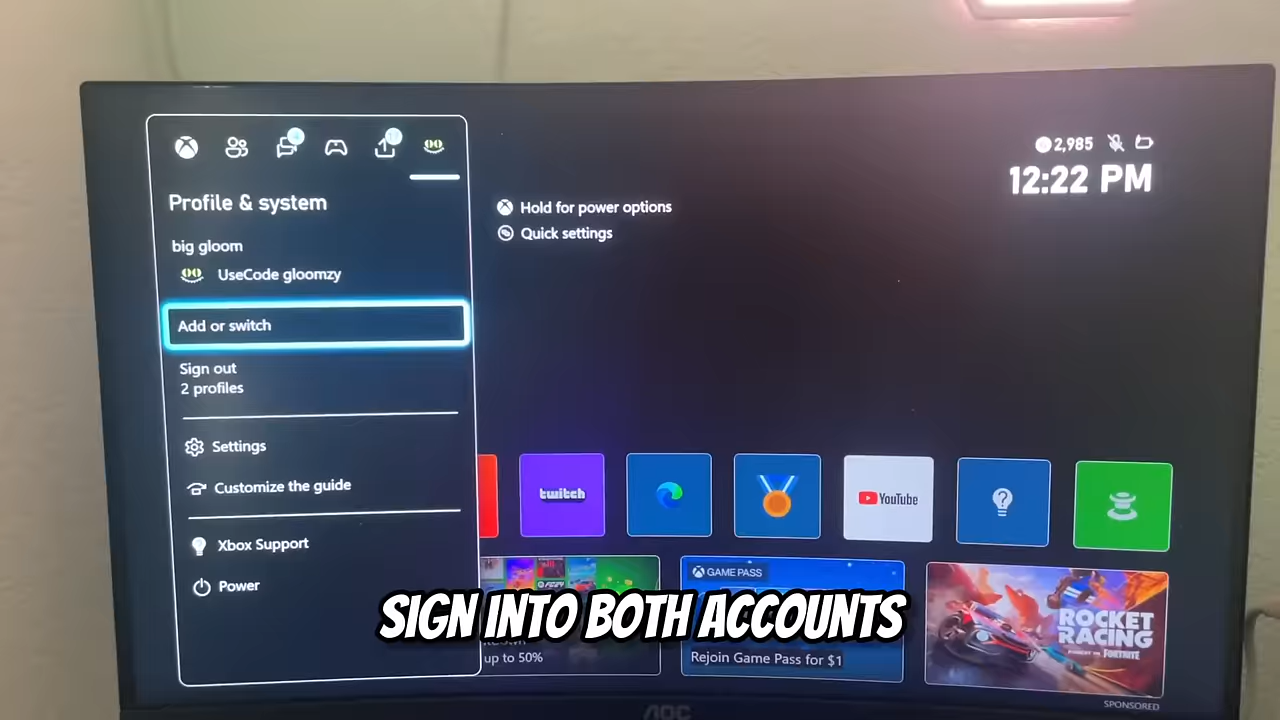 2,985
12:22 PM
Profile & system
big gloom
UseCode gloomzy
Add or switch
Sign out
2 profiles
Settings
Customize the guide
Xbox Support
Power
Hold for power options
Quick settings
twitch
YouTube
GAME PASS
up to 50%
Rejoin Game Pass for $1
ROCKET
RACING
FORTNITE
SPONSORED
SIGN INTO BOTH ACCOUNTS
AOC